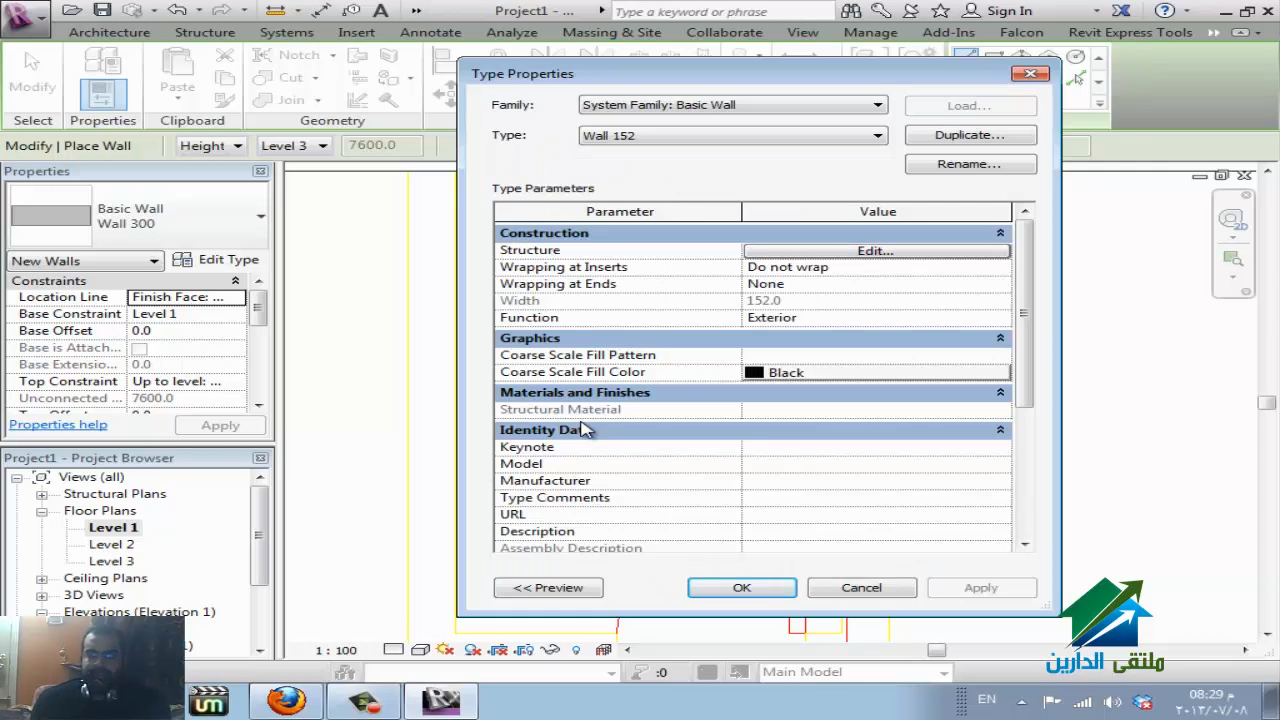 Project1 - ...
Type a keyword or phrase
Sign In
Architecture Structure Systems Insert Annotate Analyze Massing & Site Collaborate View Manage Add-Ins Falcon Revit Express Tools
Modify
Paste
Notch
Cut
Join
Select Properties Clipboard Geometry
Modify | Place Wall
Height
Level 3
7600.0
Properties
Basic Wall
Wall 300
New Walls
Edit Type
Constraints
Location Line Finish Face: ...
Base Constraint Level 1
Base Offset 0.0
Base is Attach...
Base Extensio... 0.0
Top Constraint Up to level: ...
Unconnected ... 7600.0
Properties help
Apply
Project1 - Project Browser
Views (all)
Structural Plans
Floor Plans
Level 1
Level 2
Level 3
Ceiling Plans
3D Views
Elevations (Elevation 1)
Type Properties
Family:
System Family: Basic Wall
Load...
Type:
Wall 152
Duplicate...
Rename...
Type Parameters
Parameter Value
Construction
Structure Edit...
Wrapping at Inserts Do not wrap
Wrapping at Ends None
Width 152.0
Function Exterior
Graphics
Coarse Scale Fill Pattern
Coarse Scale Fill Color Black
Materials and Finishes
Structural Material
Identity Data
Keynote
Model
Manufacturer
Type Comments
URL
Description
Assembly Description
<< Preview
OK
Cancel
Apply
1 : 100
:0
Main Model
ملتقى الدارين
um
EN
08:29 م
٢٠١٣/٠٧/٠٨